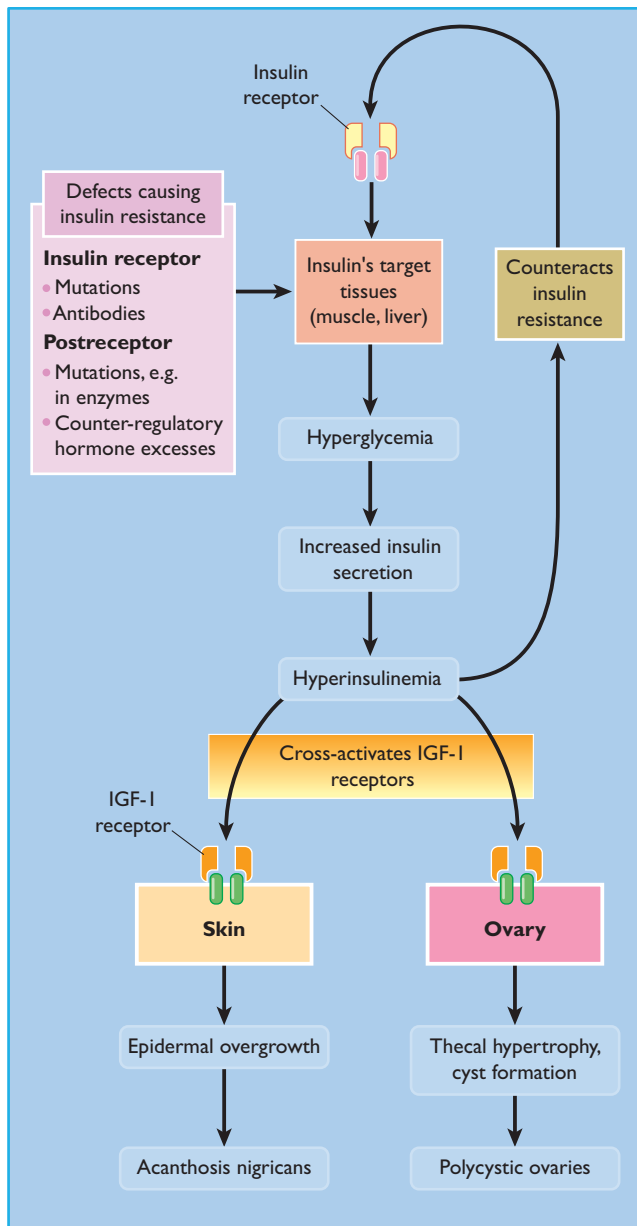 Insulin
receptor
Defects causing
insulin resistance
Insulin receptor
• Mutations
• Antibodies
Postreceptor
• Mutations, e.g.
in enzymes
• Counter-regulatory
hormone excesses
Insulin's target
tissues
(muscle, liver)
Counteracts
insulin
resistance
Hyperglycemia
Increased insulin
secretion
Hyperinsulinemia
Cross-activates IGF-1
receptors
IGF-1
receptor
Skin
Ovary
Epidermal overgrowth
Thecal hypertrophy,
cyst formation
Acanthosis nigricans
Polycystic ovaries